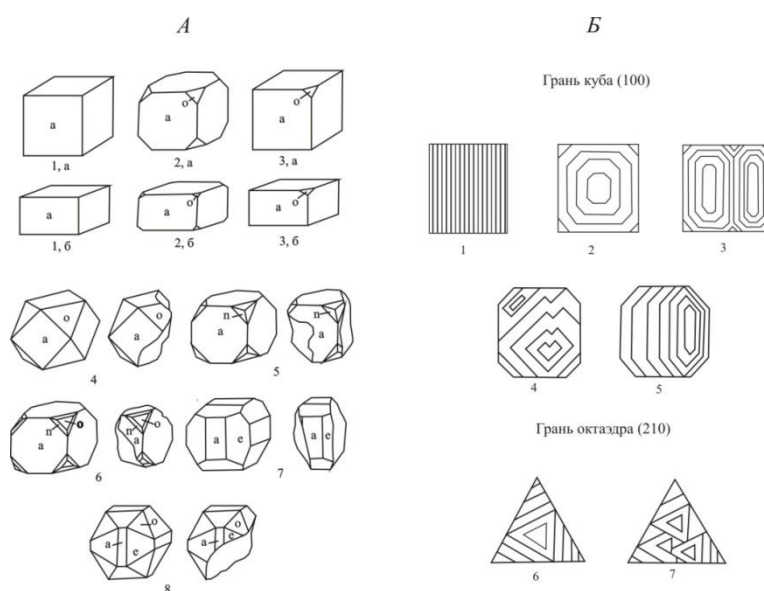 А
Б
Грань куба (100)
a
1, а
a
o
2, а
a
o
3, а
a
1, б
a
o
2, б
a
o
3, б
1
2
3
a
o
a
o
4
n
a
n
a
5
4
5
n
a
o
n
a
o
6
a
e
a
e
7
Грань октаэдра (210)
a
o
e
a
o
e
8
6
7